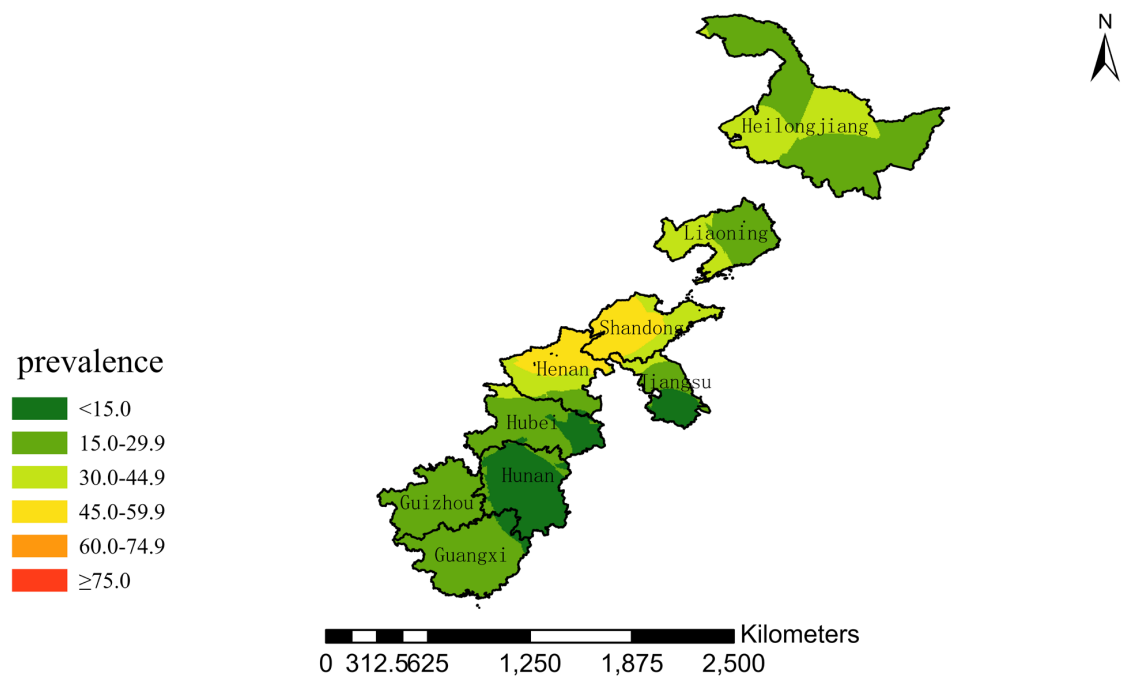 N
Heilongjiang
Liaoning
Shandong
Henan
Jiangsu
Hubei
Hunan
Guizhou
Guangxi
prevalence
<15.0
15.0-29.9
30.0-44.9
45.0-59.9
60.0-74.9
≥75.0
Kilometers
0 312.5625 1,250 1,875 2,500